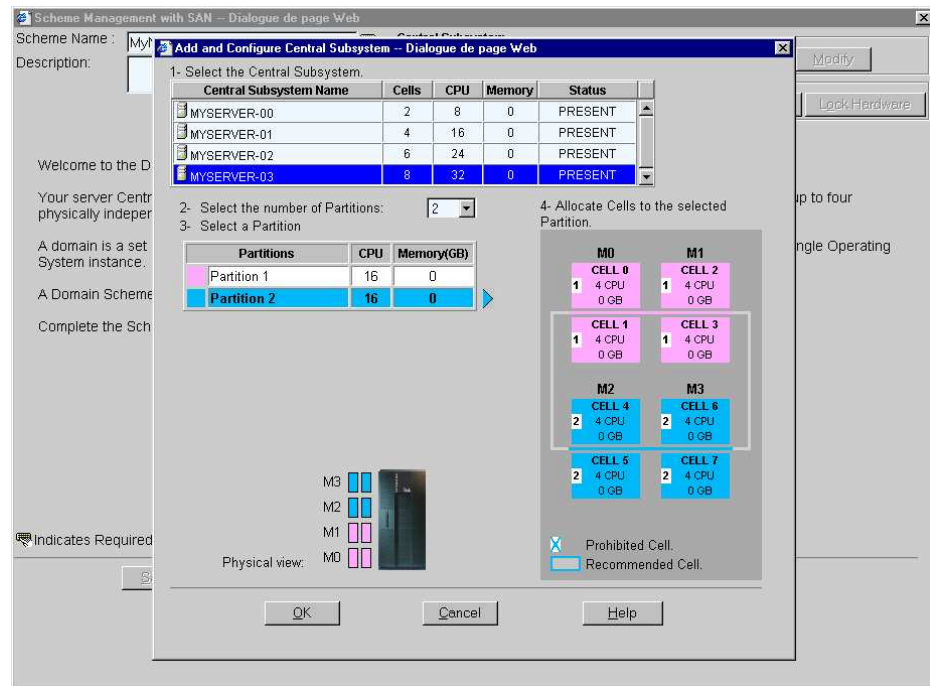 Scheme Management with SAN -- Dialogue de page Web
Scheme Name :
Description:
Modify
Lock Hardware
Welcome to the D
Your server Centr
up to four
physically indeper
A domain is a set
ngle Operating
System instance.
A Domain Scheme
Complete the Sch
Indicates Required
Add and Configure Central Subsystem -- Dialogue de page Web
1- Select the Central Subsystem.
Central Subsystem Name Cells CPU Memory Status
MYSERVER-00 2 8 0 PRESENT
MYSERVER-01 4 16 0 PRESENT
MYSERVER-02 6 24 0 PRESENT
MYSERVER-03 8 32 0 PRESENT
2- Select the number of Partitions: 2
3- Select a Partition
Partitions CPU Memory(GB)
Partition 1 16 0
Partition 2 16 0
4- Allocate Cells to the selected
Partition.
M0 M1
CELL 0 CELL 2
1 4 CPU 1 4 CPU
0 GB 0 GB
CELL 1 CELL 3
1 4 CPU 1 4 CPU
0 GB 0 GB
M2 M3
CELL 4 CELL 6
2 4 CPU 2 4 CPU
0 GB 0 GB
CELL 5 CELL 7
2 4 CPU 2 4 CPU
0 GB 0 GB
X Prohibited Cell.
Recommended Cell.
M3
M2
M1
Physical view: M0
OK Cancel Help